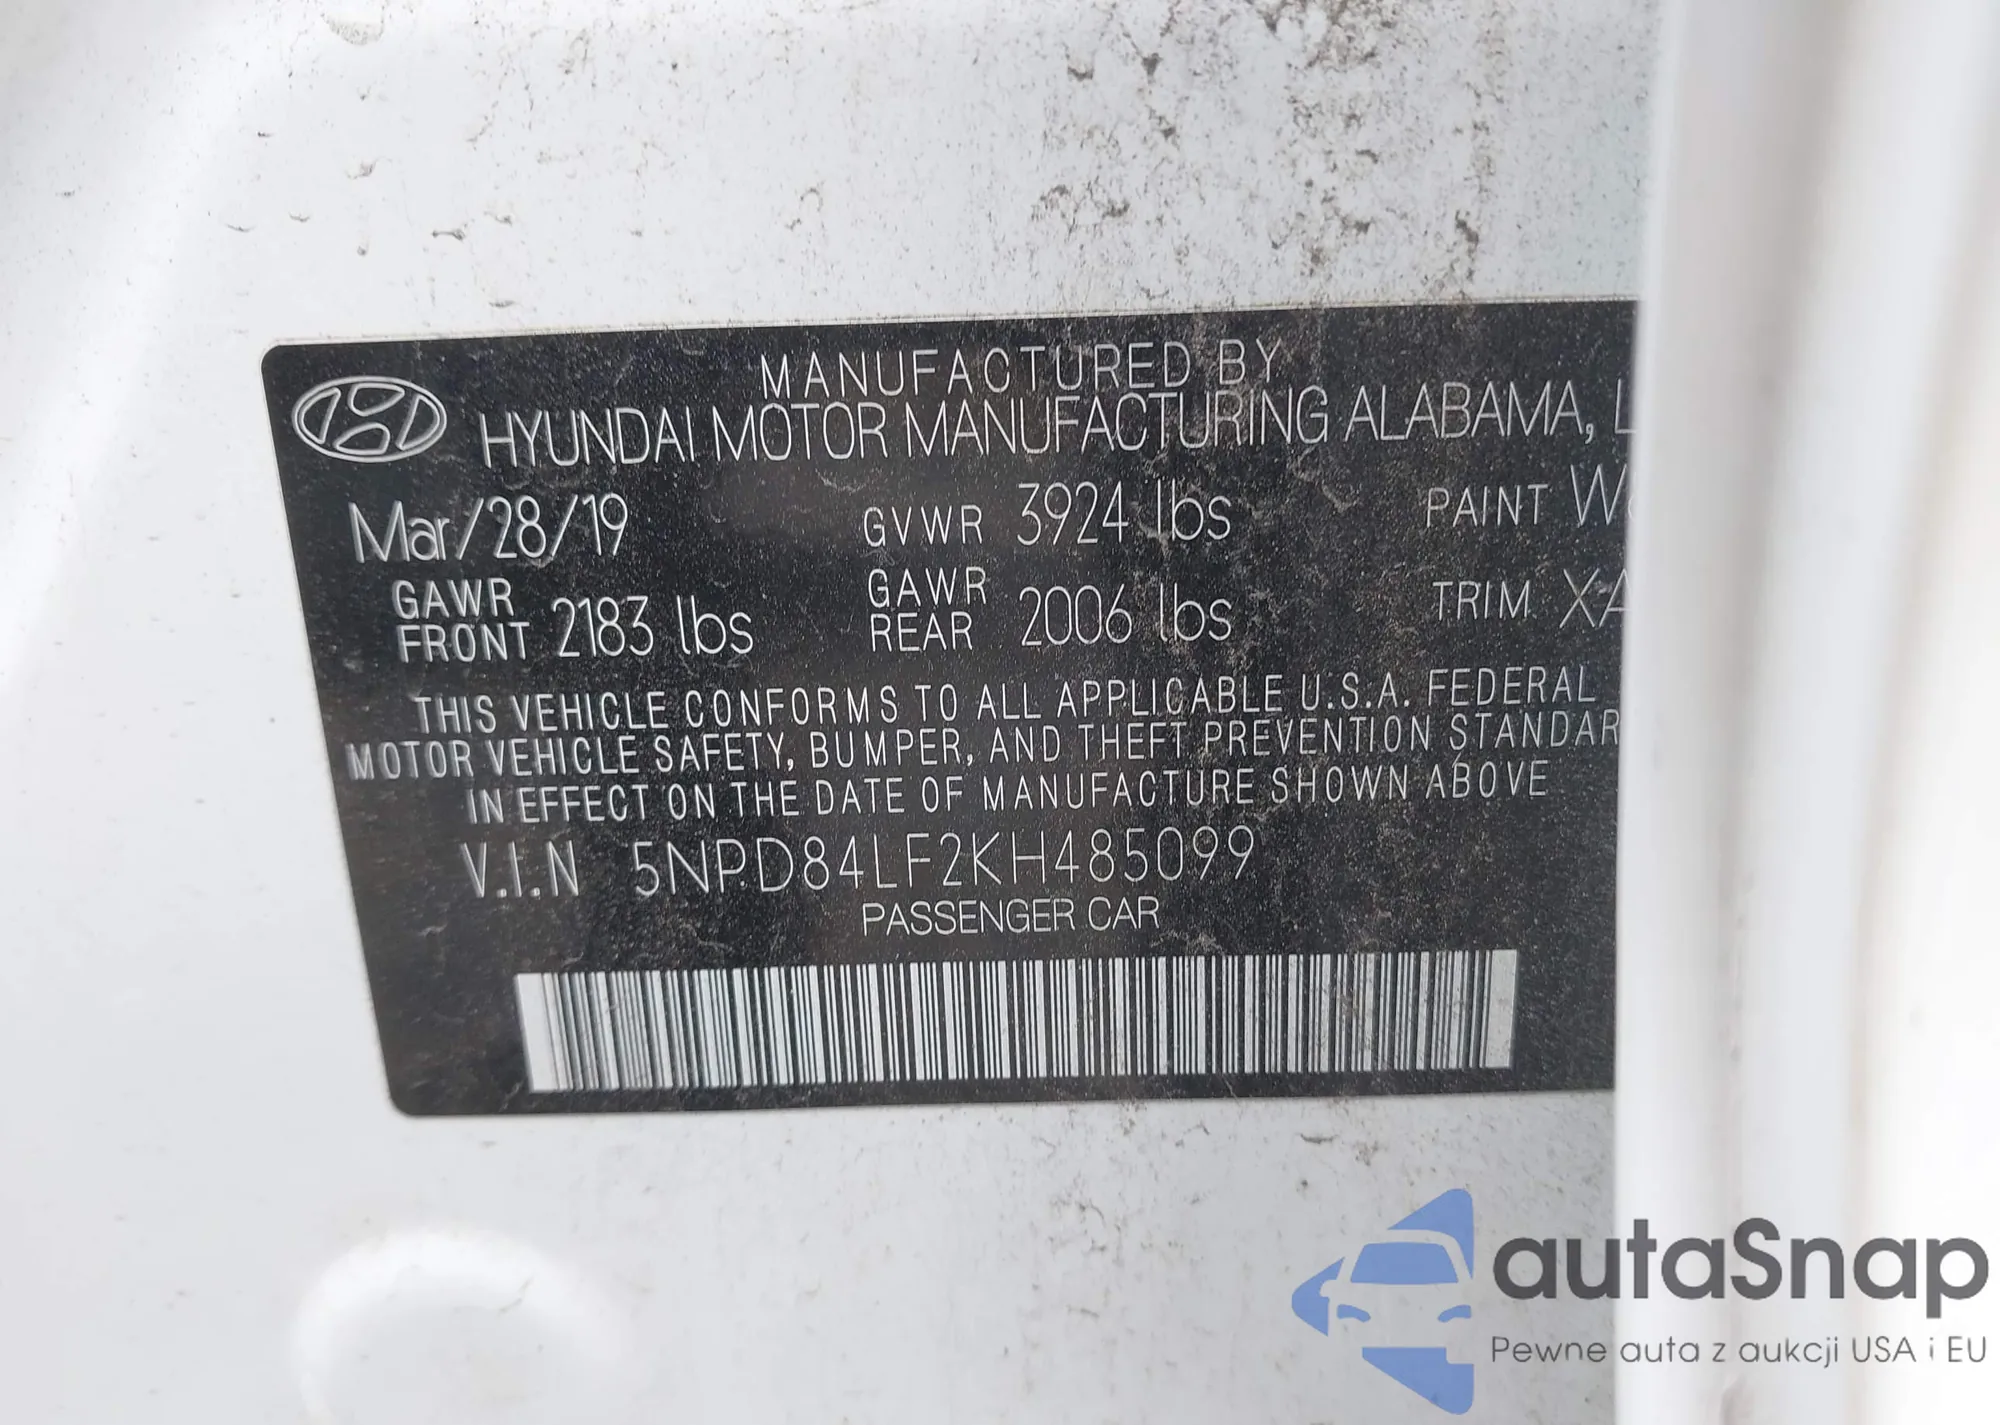 MANUFACTURED BY
HYUNDAI MOTOR MANUFACTURING ALABAMA,
Mar/28/19 GVWR 3924 lbs PAINT
GAWR FRONT 2183 lbs GAWR REAR 2006 lbs TRIM
THIS VEHICLE CONFORMS TO ALL APPLICABLE U.S.A. FEDERAL
MOTOR VEHICLE SAFETY, BUMPER, AND THEFT PREVENTION STANDAR
IN EFFECT ON THE DATE OF MANUFACTURE SHOWN ABOVE
V.I.N 5NPD84LF2KH485099
PASSENGER CAR
autaSnap
Pewne auta z aukcji USA i EU